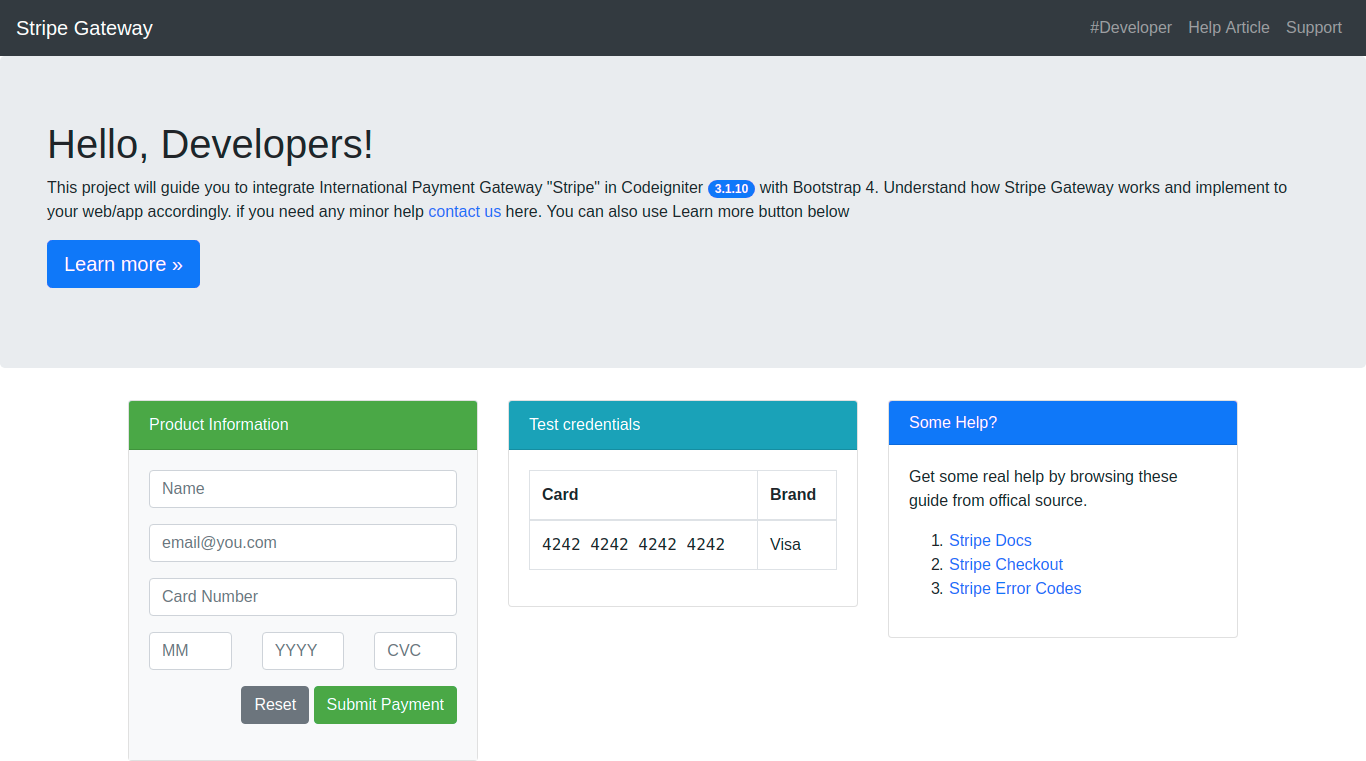 Stripe Gateway
#Developer Help Article Support
Hello, Developers!
This project will guide you to integrate International Payment Gateway "Stripe" in Codeigniter 3.1.10 with Bootstrap 4. Understand how Stripe Gateway works and implement to
your web/app accordingly. if you need any minor help contact us here. You can also use Learn more button below
Learn more »
Product Information
Name
email@you.com
Card Number
MM YYYY CVC
Reset Submit Payment
Test credentials
Card Brand
4242 4242 4242 4242 Visa
Some Help?
Get some real help by browsing these
guide from offical source.
1. Stripe Docs
2. Stripe Checkout
3. Stripe Error Codes